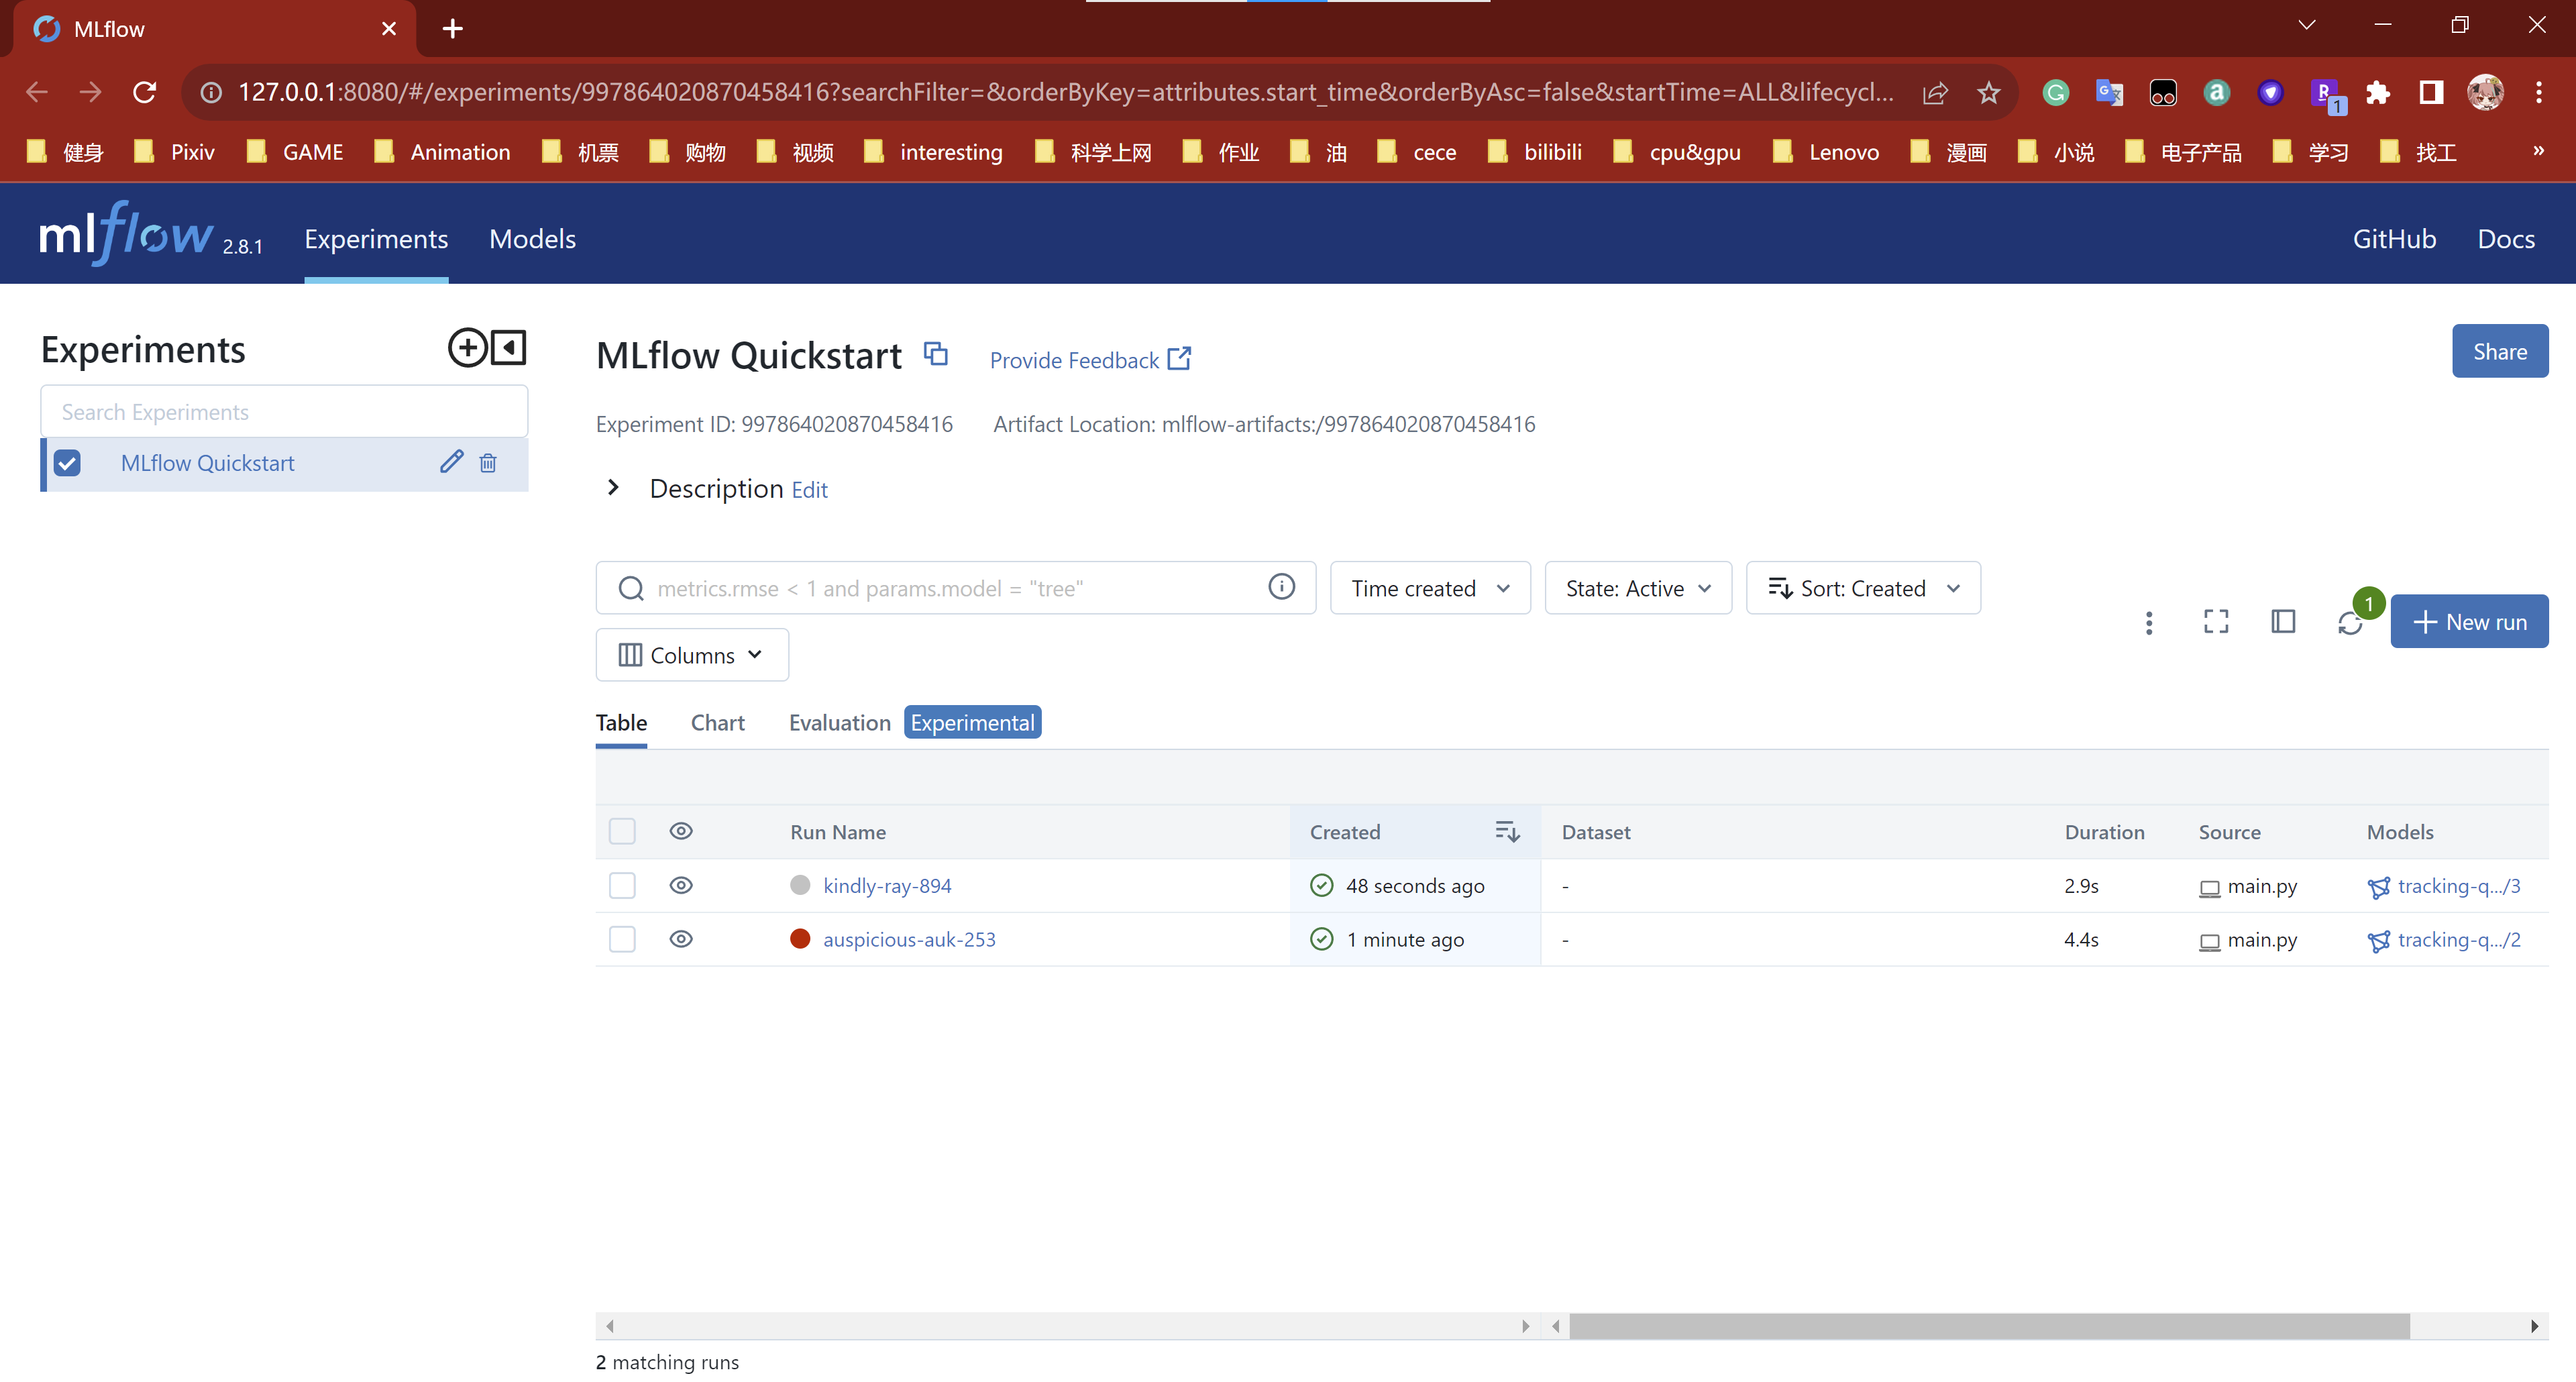 MLflow
127.0.0.1:8080/#/experiments/997864020870458416?searchFilter=&orderByKey=attributes.start_time&orderByAsc=false&startTime=ALL&lifecycl...
1
健身 Pixiv GAME Animation 机票 购物 视频 interesting 科学上网 作业 油 cece bilibili cpu&gpu Lenovo 漫画 小说 电子产品 学习 找工 »
mlflow 2.8.1 Experiments Models GitHub Docs
Experiments
Search Experiments
MLflow Quickstart
MLflow Quickstart Provide Feedback Share
Experiment ID: 997864020870458416 Artifact Location: mlflow-artifacts:/997864020870458416
Description Edit
metrics.rmse < 1 and params.model = "tree" Time created State: Active Sort: Created
1 New run
Columns
Table Chart Evaluation Experimental
Run Name Created Dataset Duration Source Models
kindly-ray-894 48 seconds ago - 2.9s main.py tracking-q.../3
auspicious-auk-253 1 minute ago - 4.4s main.py tracking-q.../2
2 matching runs